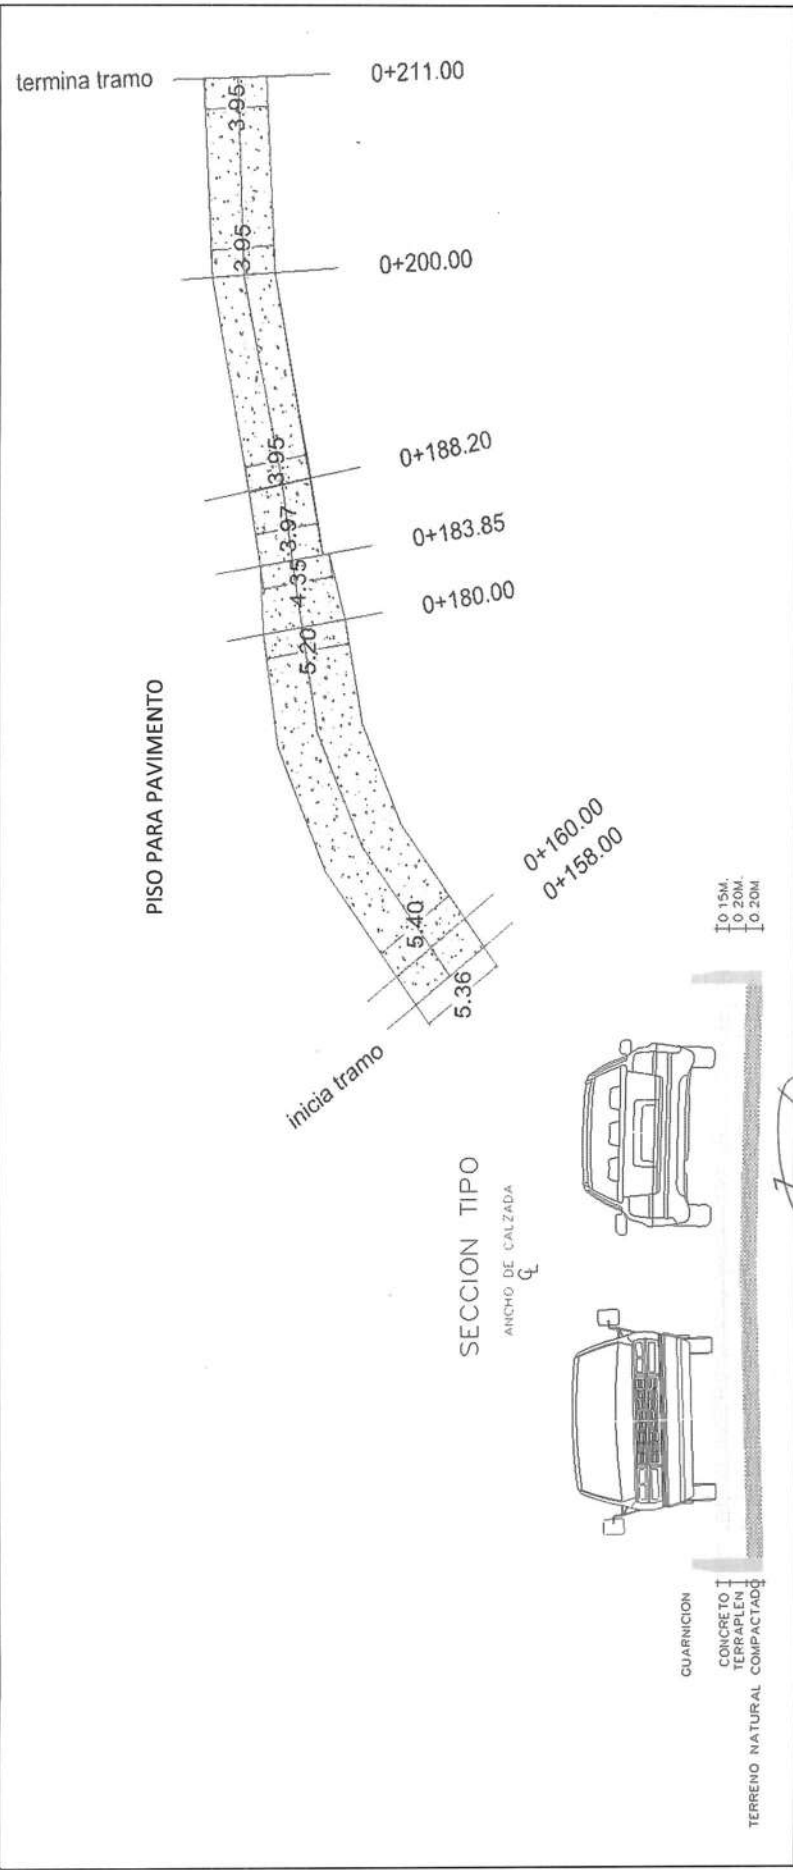 termina tramo
0+211.00
3.95
3.95
0+200.00
3.95
0+188.20
3.97
0+183.85
4.35
0+180.00
5.20
PISO PARA PAVIMENTO
0+160.00
0+158.00
5.40
5.36
inicia tramo
SECCION TIPO
ANCHO DE CALZADA
CL
0 15M.
0 20M.
0.20M
GUARNICION
CONCRETO
TERRAPLEN
TERRENO NATURAL COMPACTADO